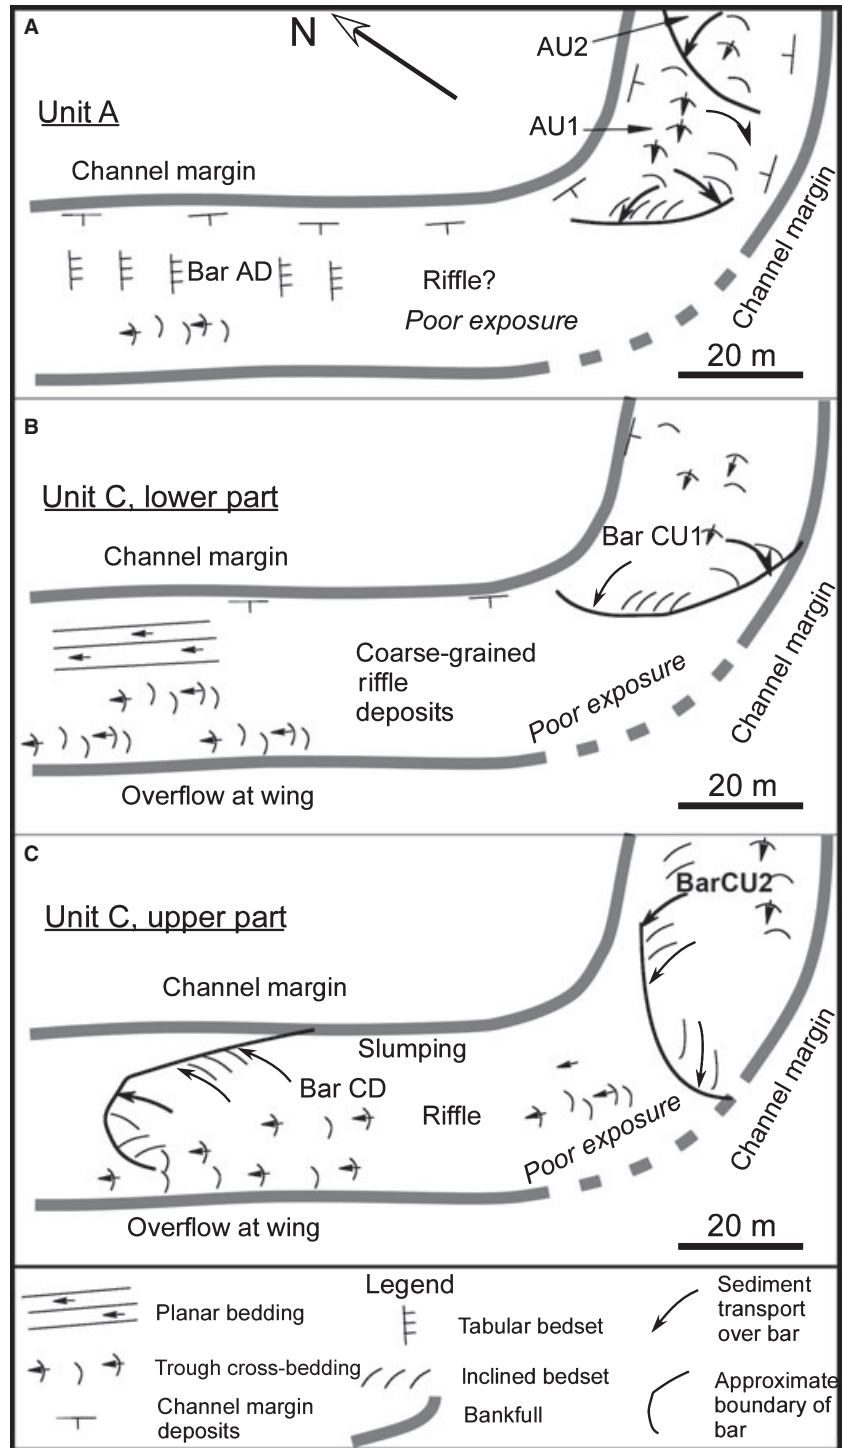 A
N
AU2
Unit A
AU1
Channel margin
Bar AD
Riffle?
Poor exposure
Channel margin
20 m
B
Unit C, lower part
Bar CU1
Channel margin
Coarse-grained
riffle
deposits
Poor exposure
Channel margin
Overflow at wing
20 m
C
BarCU2
Unit C, upper part
Channel margin
Slumping
Bar CD
Riffle
Poor exposure
Channel margin
Overflow at wing
20 m
Legend
Planar bedding
Trough cross-bedding
Channel margin
deposits
Tabular bedset
Inclined bedset
Bankfull
Sediment
transport
over bar
Approximate
boundary of
bar